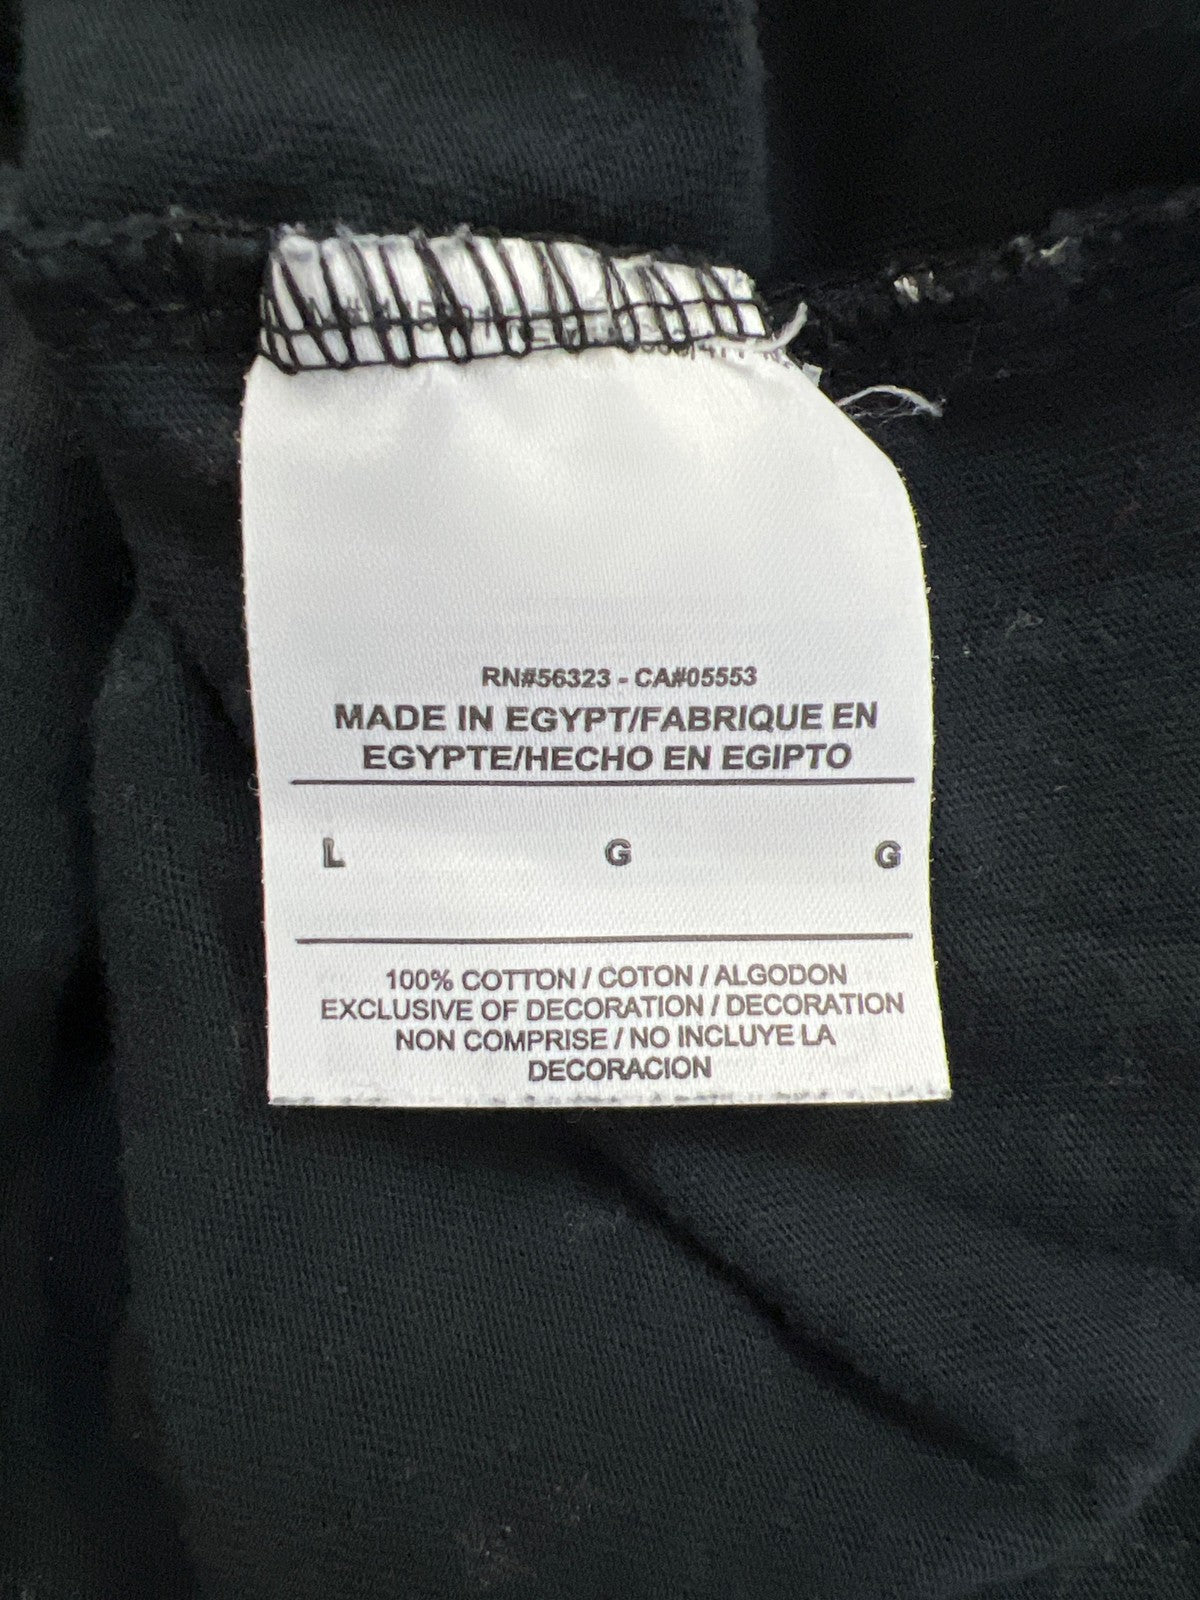 RN#56323 - CA#05553
MADE IN EGYPT/FABRIQUE EN
EGYPTE/HECHO EN EGIPTO
L G G
100% COTTON / COTON / ALGODON
EXCLUSIVE OF DECORATION / DECORATION
NON COMPRISE / NO INCLUYE LA
DECORACION